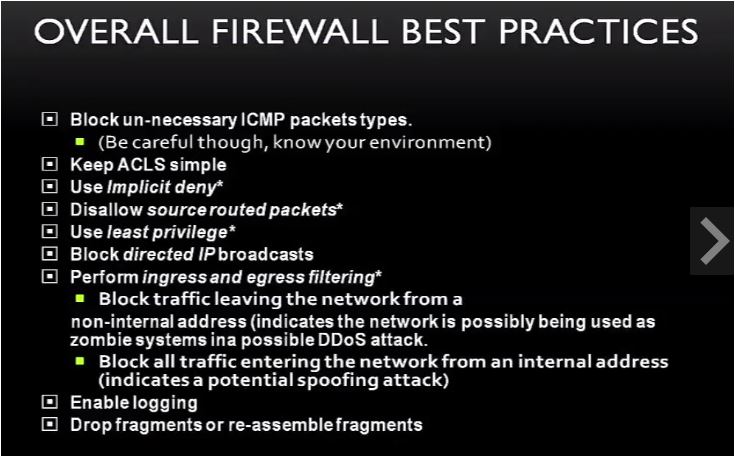 OVERALL FIREWALL BEST PRACTICES
Block un-necessary ICMP packets types.
(Be careful though, know your environment)
Keep ACLS simple
Use Implicit deny*
Disallow source routed packets*
Use least privilege*
Block directed IP broadcasts
Perform ingress and egress filtering*
Block traffic leaving the network from a
non-internal address (indicates the network is possibly being used as
zombie systems ina possible DDoS attack.
Block all traffic entering the network from an internal address
(indicates a potential spoofing attack)
Enable logging
Drop fragments or re-assemble fragments